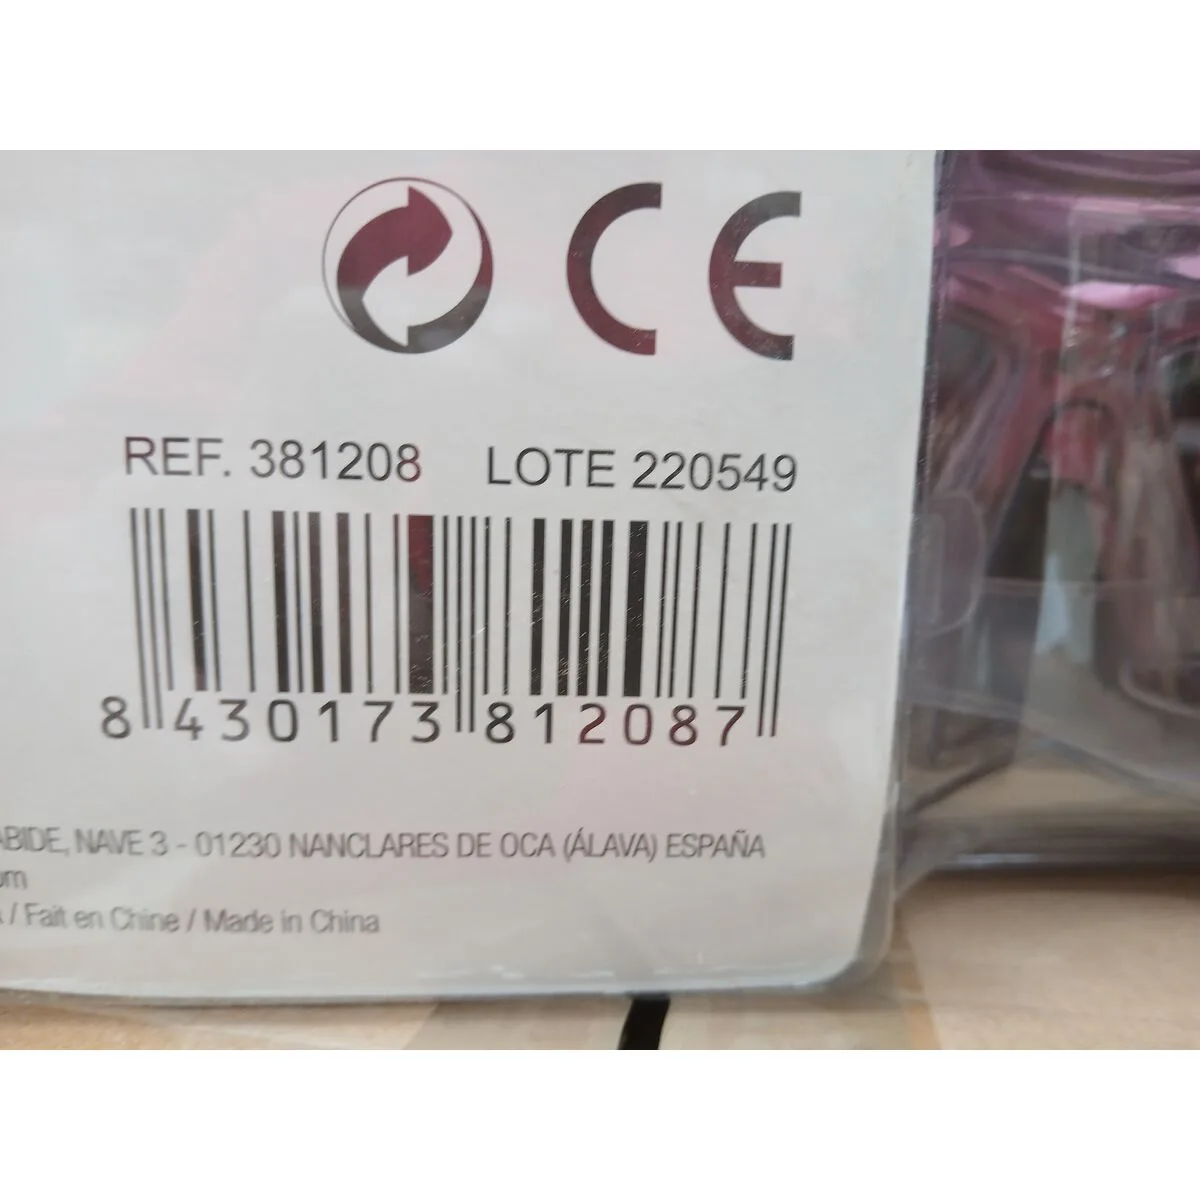 CE
REF. 381208 LOTE 220549
8 430173 812087
NAVE 3 - 01230 NANCLARES DE OCA (ÁLAVA) ESPAÑA
/ Fait en Chine / Made in China